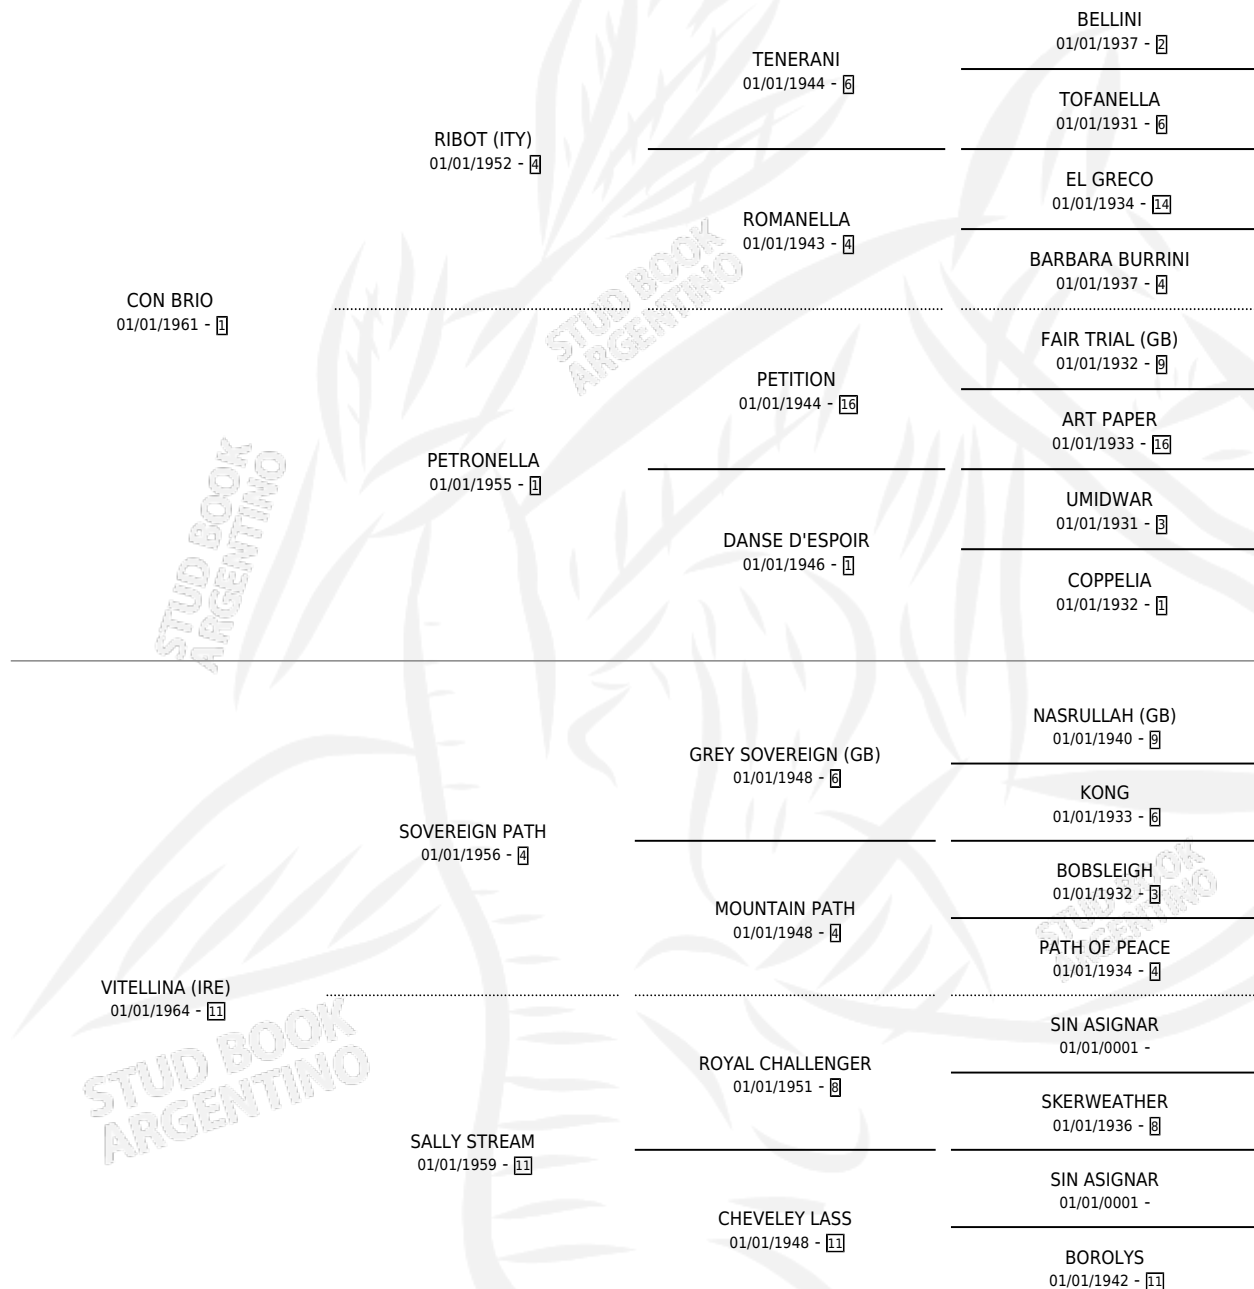 BELLINI
01/01/1937 - 2
TENERANI
01/01/1944 - 6
TOFANELLA
01/01/1931 - 6
RIBOT (ITY)
01/01/1952 - 4
EL GRECO
01/01/1934 - 14
ROMANELLA
01/01/1943 - 4
BARBARA BURRINI
01/01/1937 - 4
CON BRIO
01/01/1961 - 1
FAIR TRIAL (GB)
01/01/1932 - 9
PETITION
01/01/1944 - 16
ART PAPER
01/01/1933 - 16
PETRONELLA
01/01/1955 - 1
UMIDWAR
01/01/1931 - 3
DANSE D'ESPOIR
01/01/1946 - 1
COPPELIA
01/01/1932 - 1
NASRULLAH (GB)
01/01/1940 - 9
GREY SOVEREIGN (GB)
01/01/1948 - 6
KONG
01/01/1933 - 6
SOVEREIGN PATH
01/01/1956 - 4
BOBSLEIGH
01/01/1932 - 3
MOUNTAIN PATH
01/01/1948 - 4
PATH OF PEACE
01/01/1934 - 4
VITELLINA (IRE)
01/01/1964 - 11
SIN ASIGNAR
01/01/0001 -
ROYAL CHALLENGER
01/01/1951 - 8
SKERWEATHER
01/01/1936 - 8
SALLY STREAM
01/01/1959 - 11
SIN ASIGNAR
01/01/0001 -
CHEVELEY LASS
01/01/1948 - 11
BOROLYS
01/01/1942 - 11
STUD BOOK
ARGENTINO
STUD BOOK
ARGENTINO
STUD BOOK
ARGENTINO
STUD BOOK
ARGENTINO